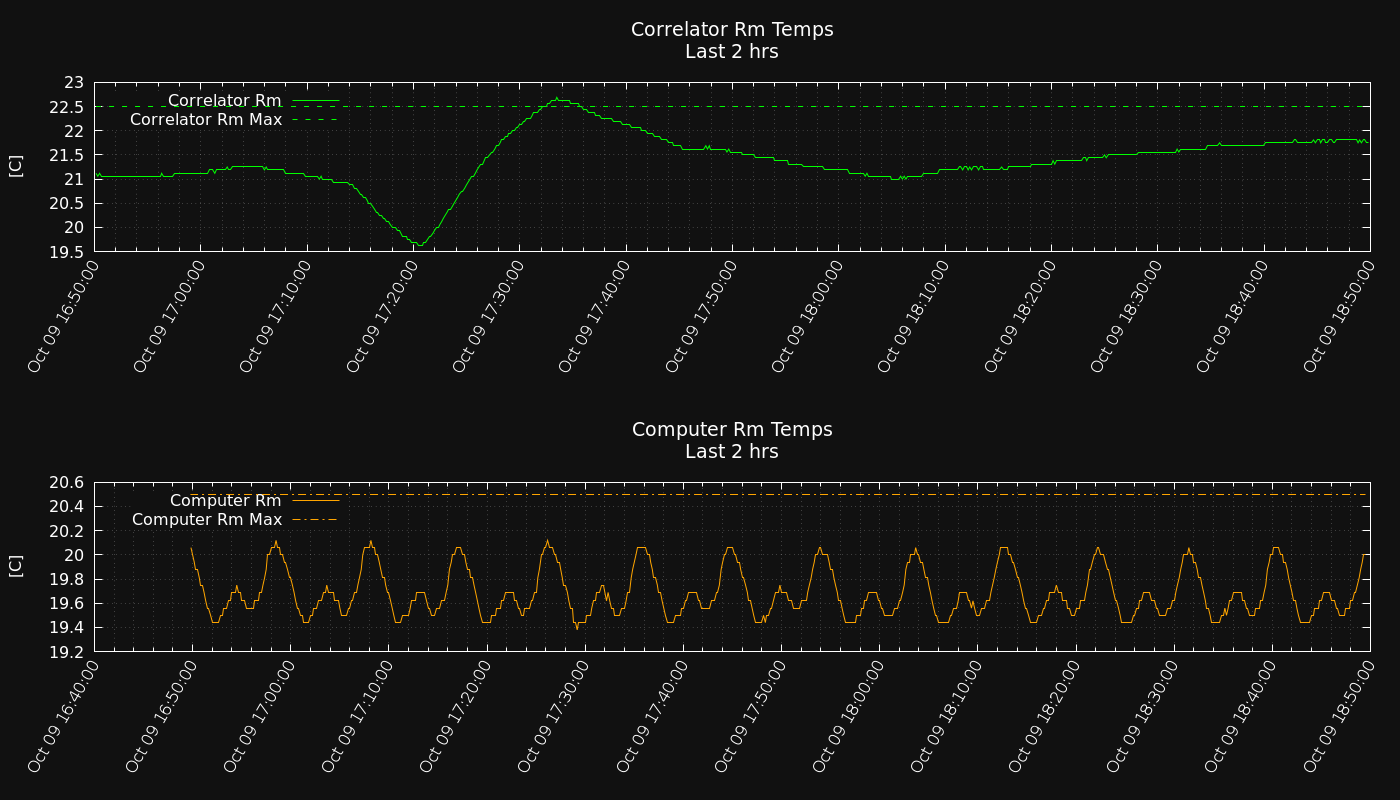 Correlator Rm Temps
Last 2 hrs
[C]
23
22.5
22
21.5
21
20.5
20
19.5
Correlator Rm
Correlator Rm Max
Oct 09 16:50:00
Oct 09 17:00:00
Oct 09 17:10:00
Oct 09 17:20:00
Oct 09 17:30:00
Oct 09 17:40:00
Oct 09 17:50:00
Oct 09 18:00:00
Oct 09 18:10:00
Oct 09 18:20:00
Oct 09 18:30:00
Oct 09 18:40:00
Oct 09 18:50:00
Computer Rm Temps
Last 2 hrs
[C]
20.6
20.4
20.2
20
19.8
19.6
19.4
19.2
Computer Rm
Computer Rm Max
Oct 09 16:40:00
Oct 09 16:50:00
Oct 09 17:00:00
Oct 09 17:10:00
Oct 09 17:20:00
Oct 09 17:30:00
Oct 09 17:40:00
Oct 09 17:50:00
Oct 09 18:00:00
Oct 09 18:10:00
Oct 09 18:20:00
Oct 09 18:30:00
Oct 09 18:40:00
Oct 09 18:50:00